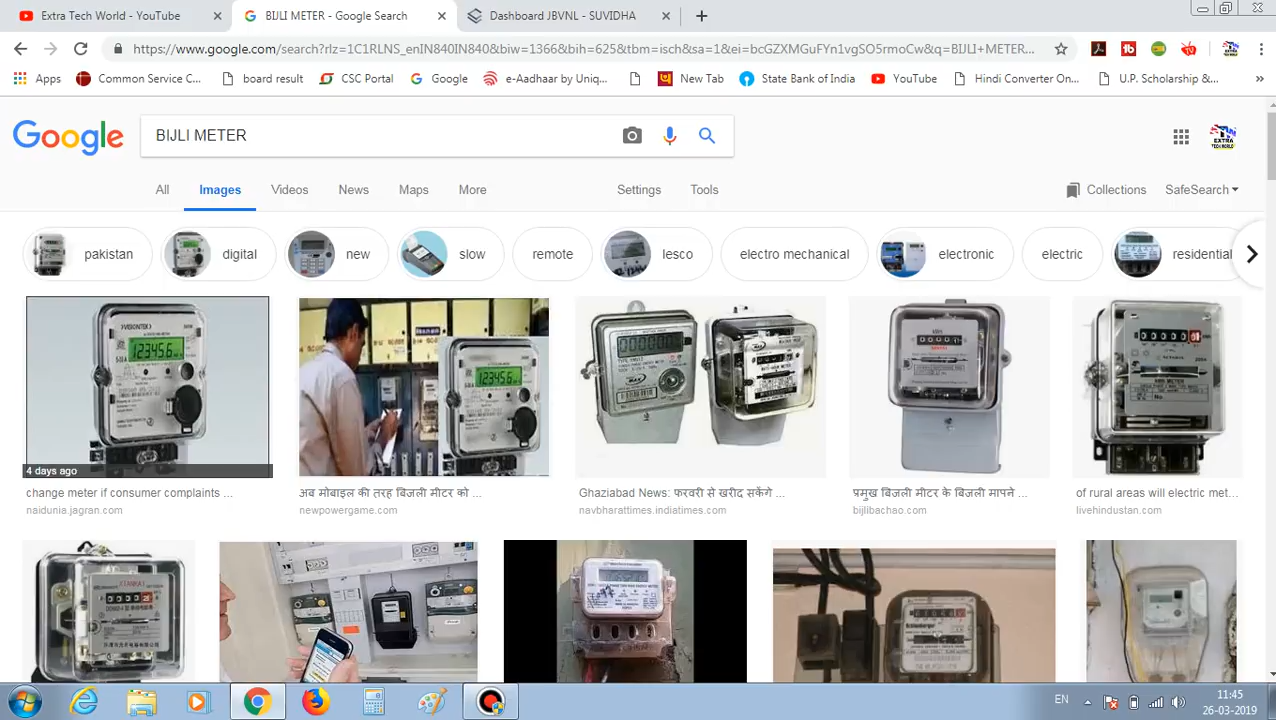 Extra Tech World - YouTube
BIJLI METER - Google Search
Dashboard JBVNL - SUVIDHA
https://www.google.com/search?rlz=1C1RLNS_enIN840IN840&biw=1366&bih=625&tbm=isch&sa=1&ei=bcGZXMGuFYn1vgSO5rmoCw&q=BIJLI+METER...
Apps
Common Service C...
board result
CSC Portal
Google
e-Aadhaar by Uniq...
New Tab
State Bank of India
YouTube
Hindi Converter On...
U.P. Scholarship &...
Google
BIJLI METER
EXTRA
TECH WORLD
All
Images
Videos
News
Maps
More
Settings
Tools
Collections
SafeSearch
pakistan
digital
new
slow
remote
lesco
electro mechanical
electronic
electric
residential
123456
123456
4 days ago
change meter if consumer complaints ...
naidunia.jagran.com
अब मोबाइल की तरह बिजली मीटर को ...
newpowergame.com
Ghaziabad News: फरवरी से खरीद सकेंगे ...
navbharattimes.indiatimes.com
प्रमुख बिजली मीटर के बिजली मापने ...
bijlibachao.com
of rural areas will electric met...
livehindustan.com
EN
11:45
26-03-2019